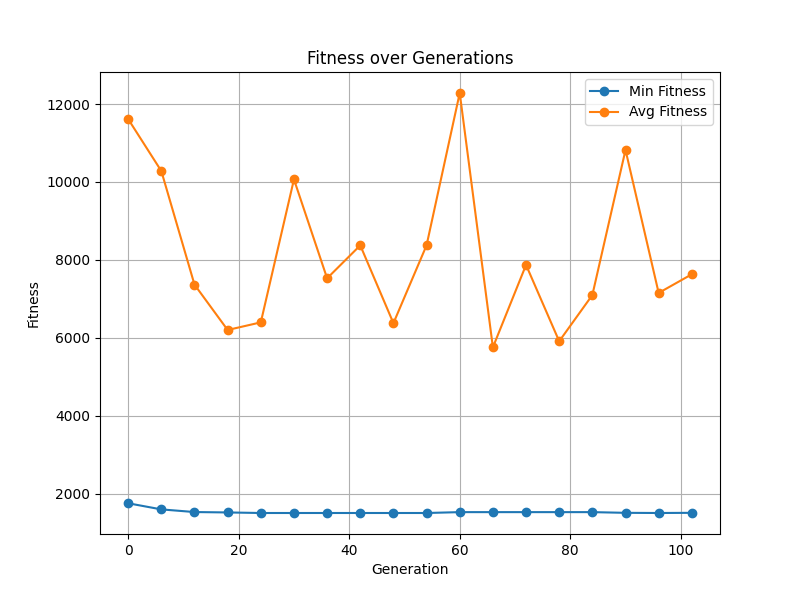 Fitness over Generations
Min Fitness
Avg Fitness
12000
10000
8000
6000
4000
2000
Fitness
0 20 40 60 80 100
Generation